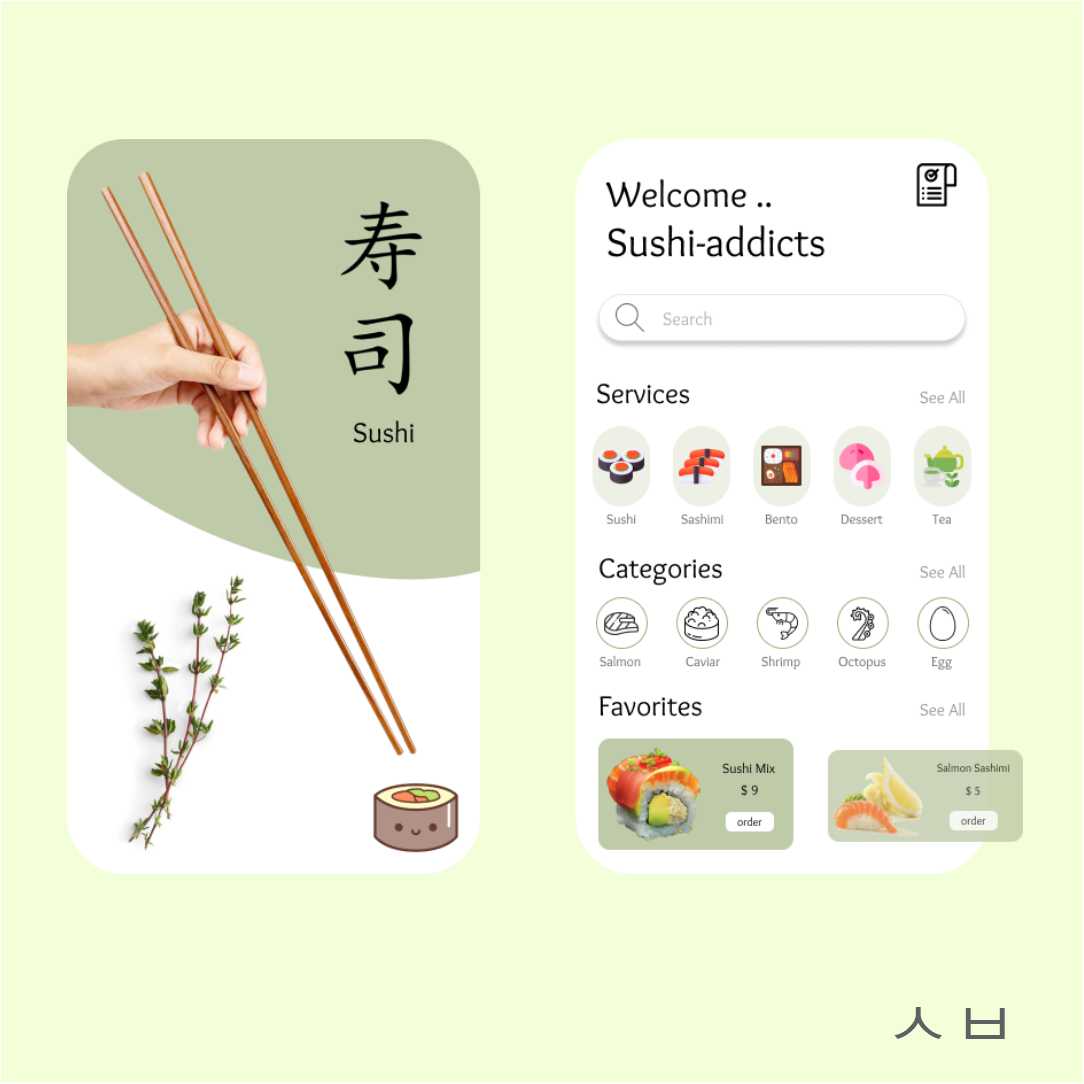 寿
司
Sushi
Welcome ..
Sushi-addicts
Search
Services
See All
Sushi
Sashimi
Bento
Dessert
Tea
Categories
See All
Salmon
Caviar
Shrimp
Octopus
Egg
Favorites
See All
Sushi Mix
$ 9
order
Salmon Sashimi
$ 5
order
ㅅ ㅂ